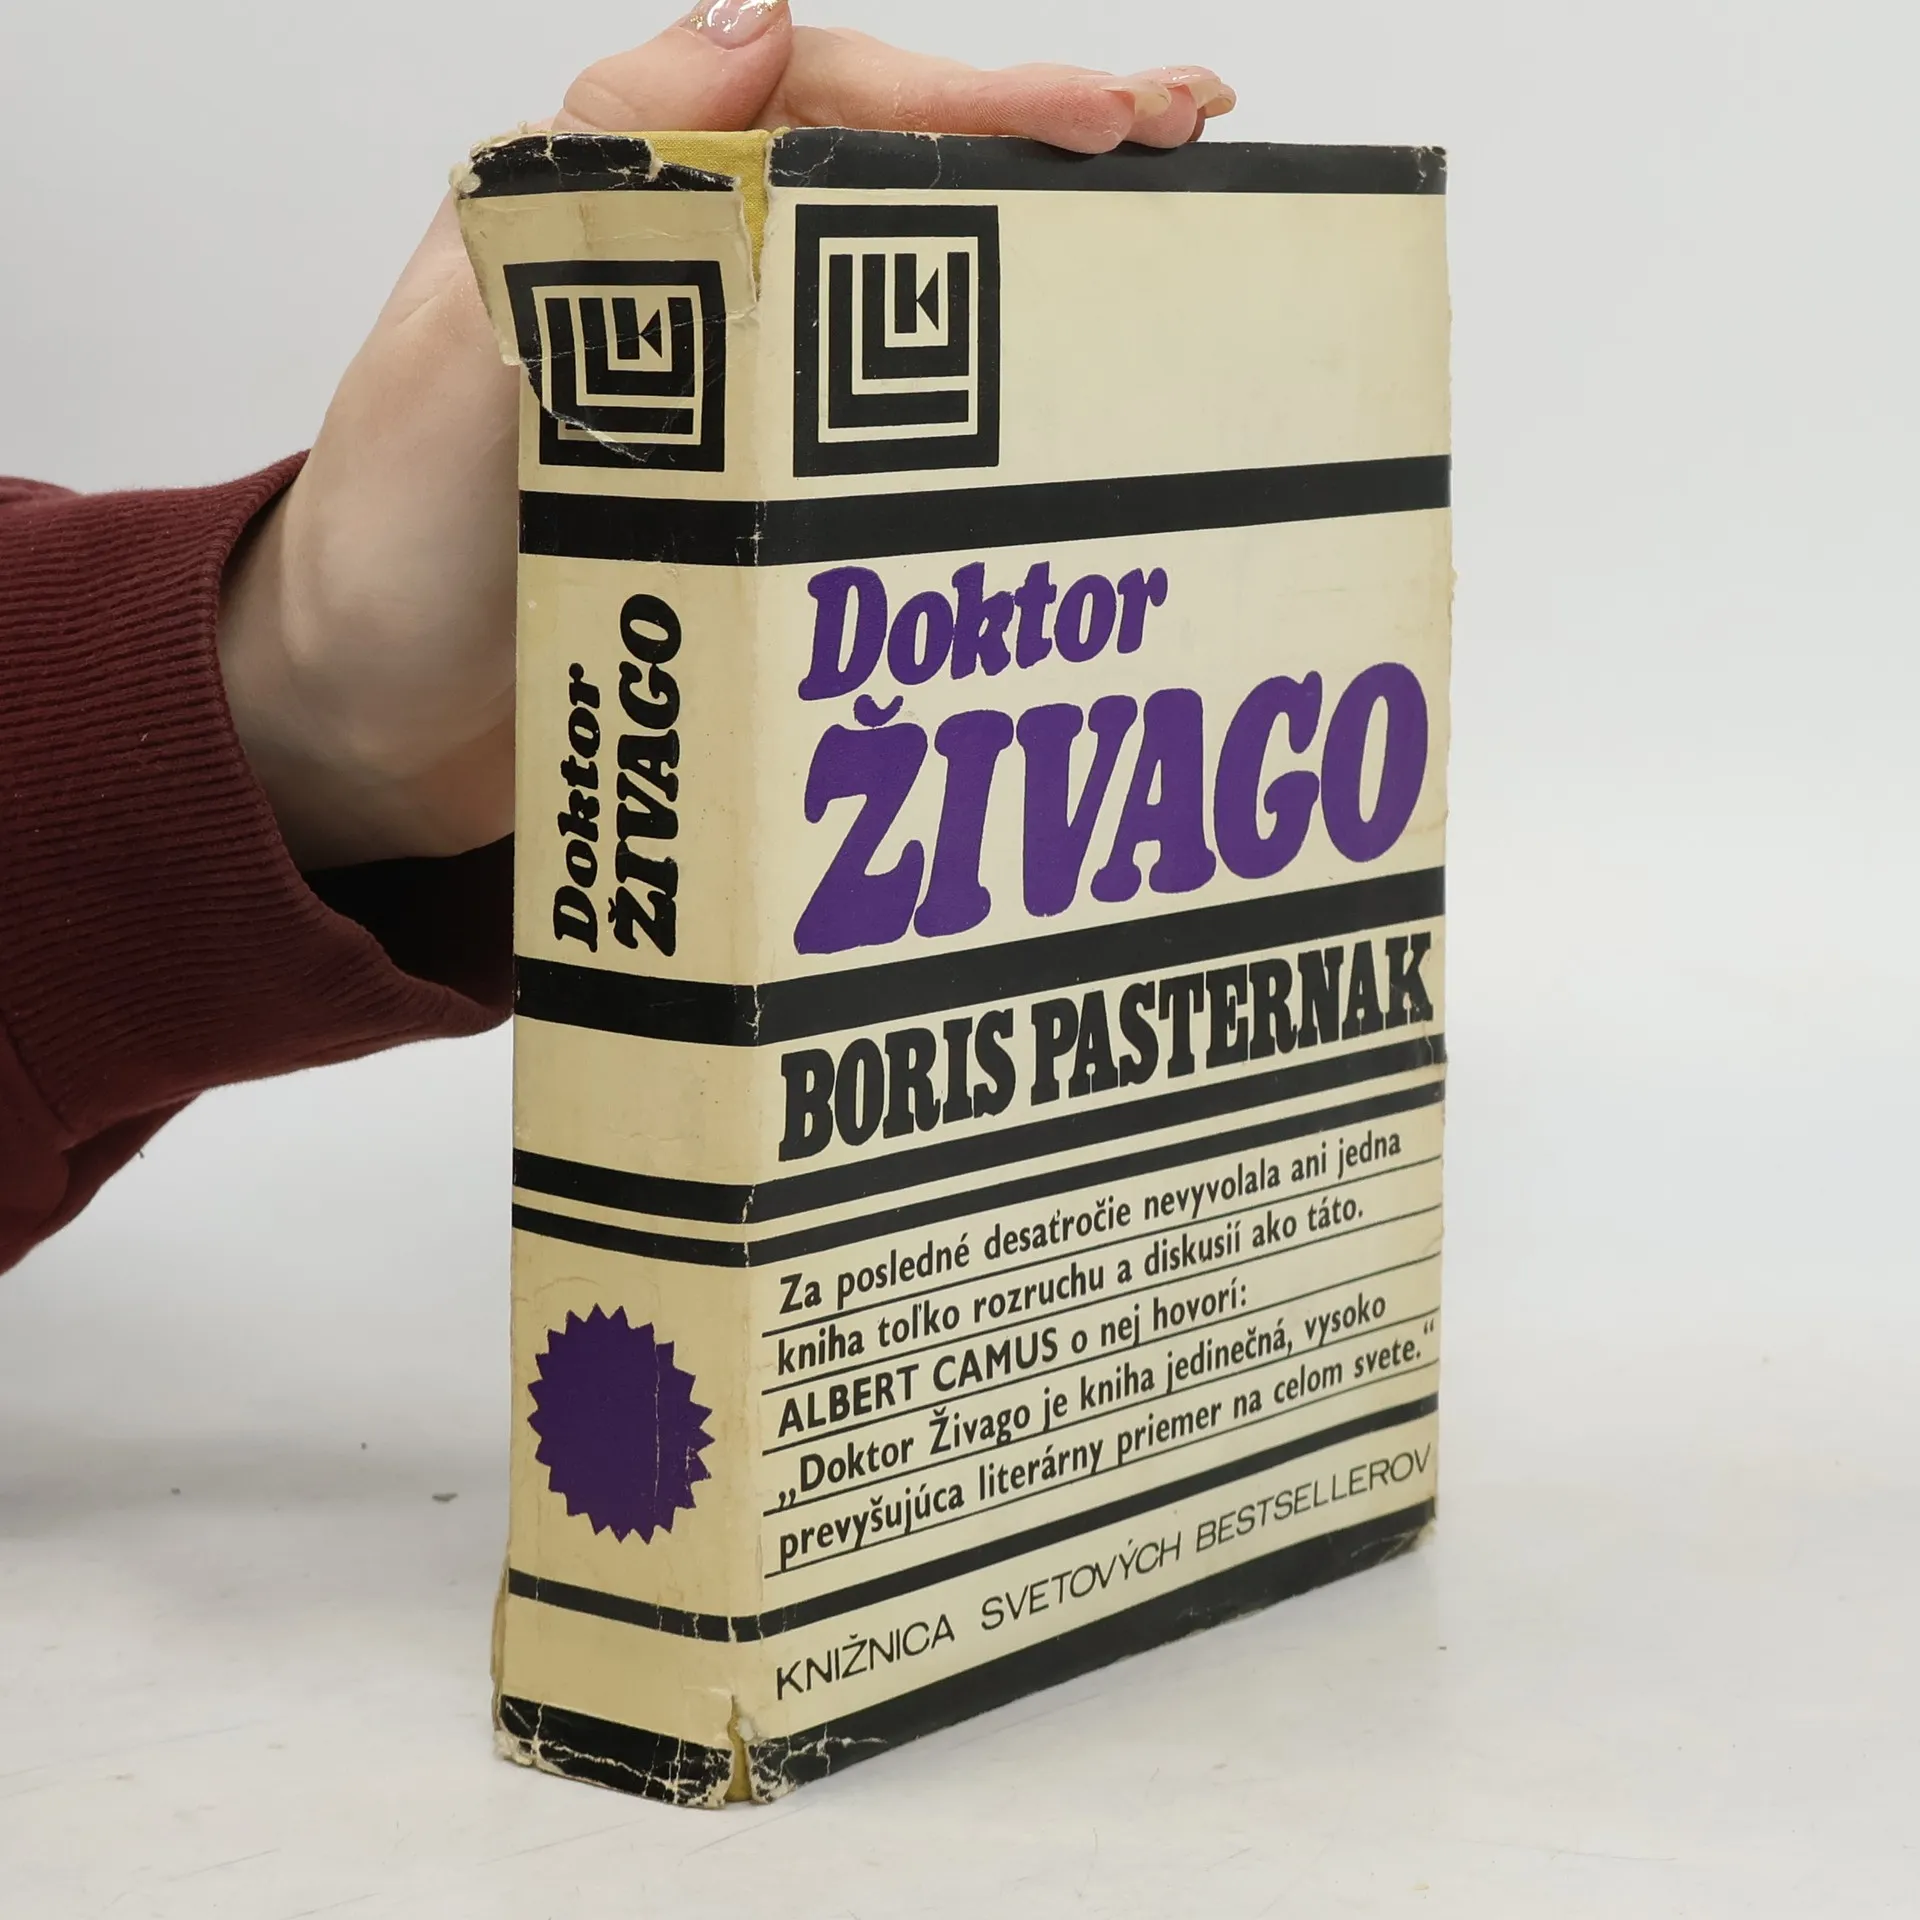 Doktor
ŽIVAGO
Doktor
ŽIVAGO
BORIS PASTERNAK
Za posledné desaťročie nevyvolala ani jedna
kniha toľko rozruchu a diskusií ako táto.
ALBERT CAMUS o nej hovorí:
„Doktor Živago je kniha jedinečná, vysoko
prevyšujúca literárny priemer na celom svete.“
KNIŽNICA SVETOVÝCH BESTSELLEROV